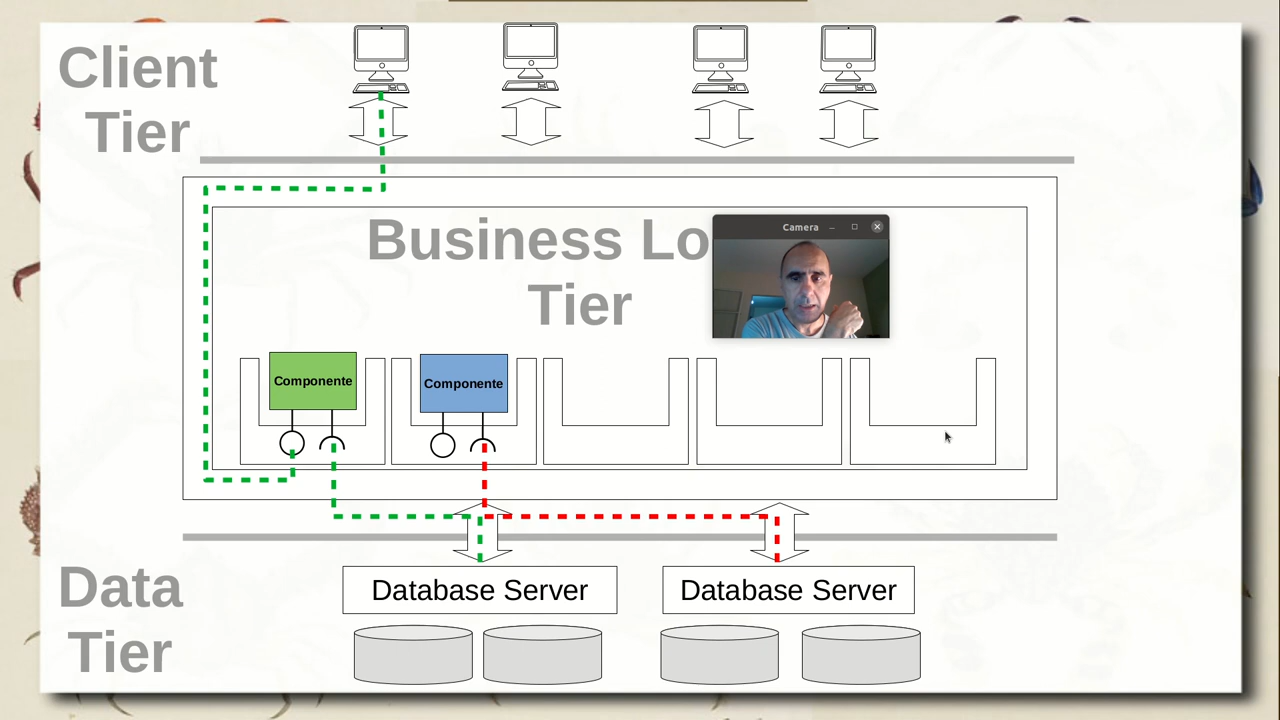 Client
Tier
Business Lo
Tier
Camera
Componente
Componente
Data
Tier
Database Server
Database Server